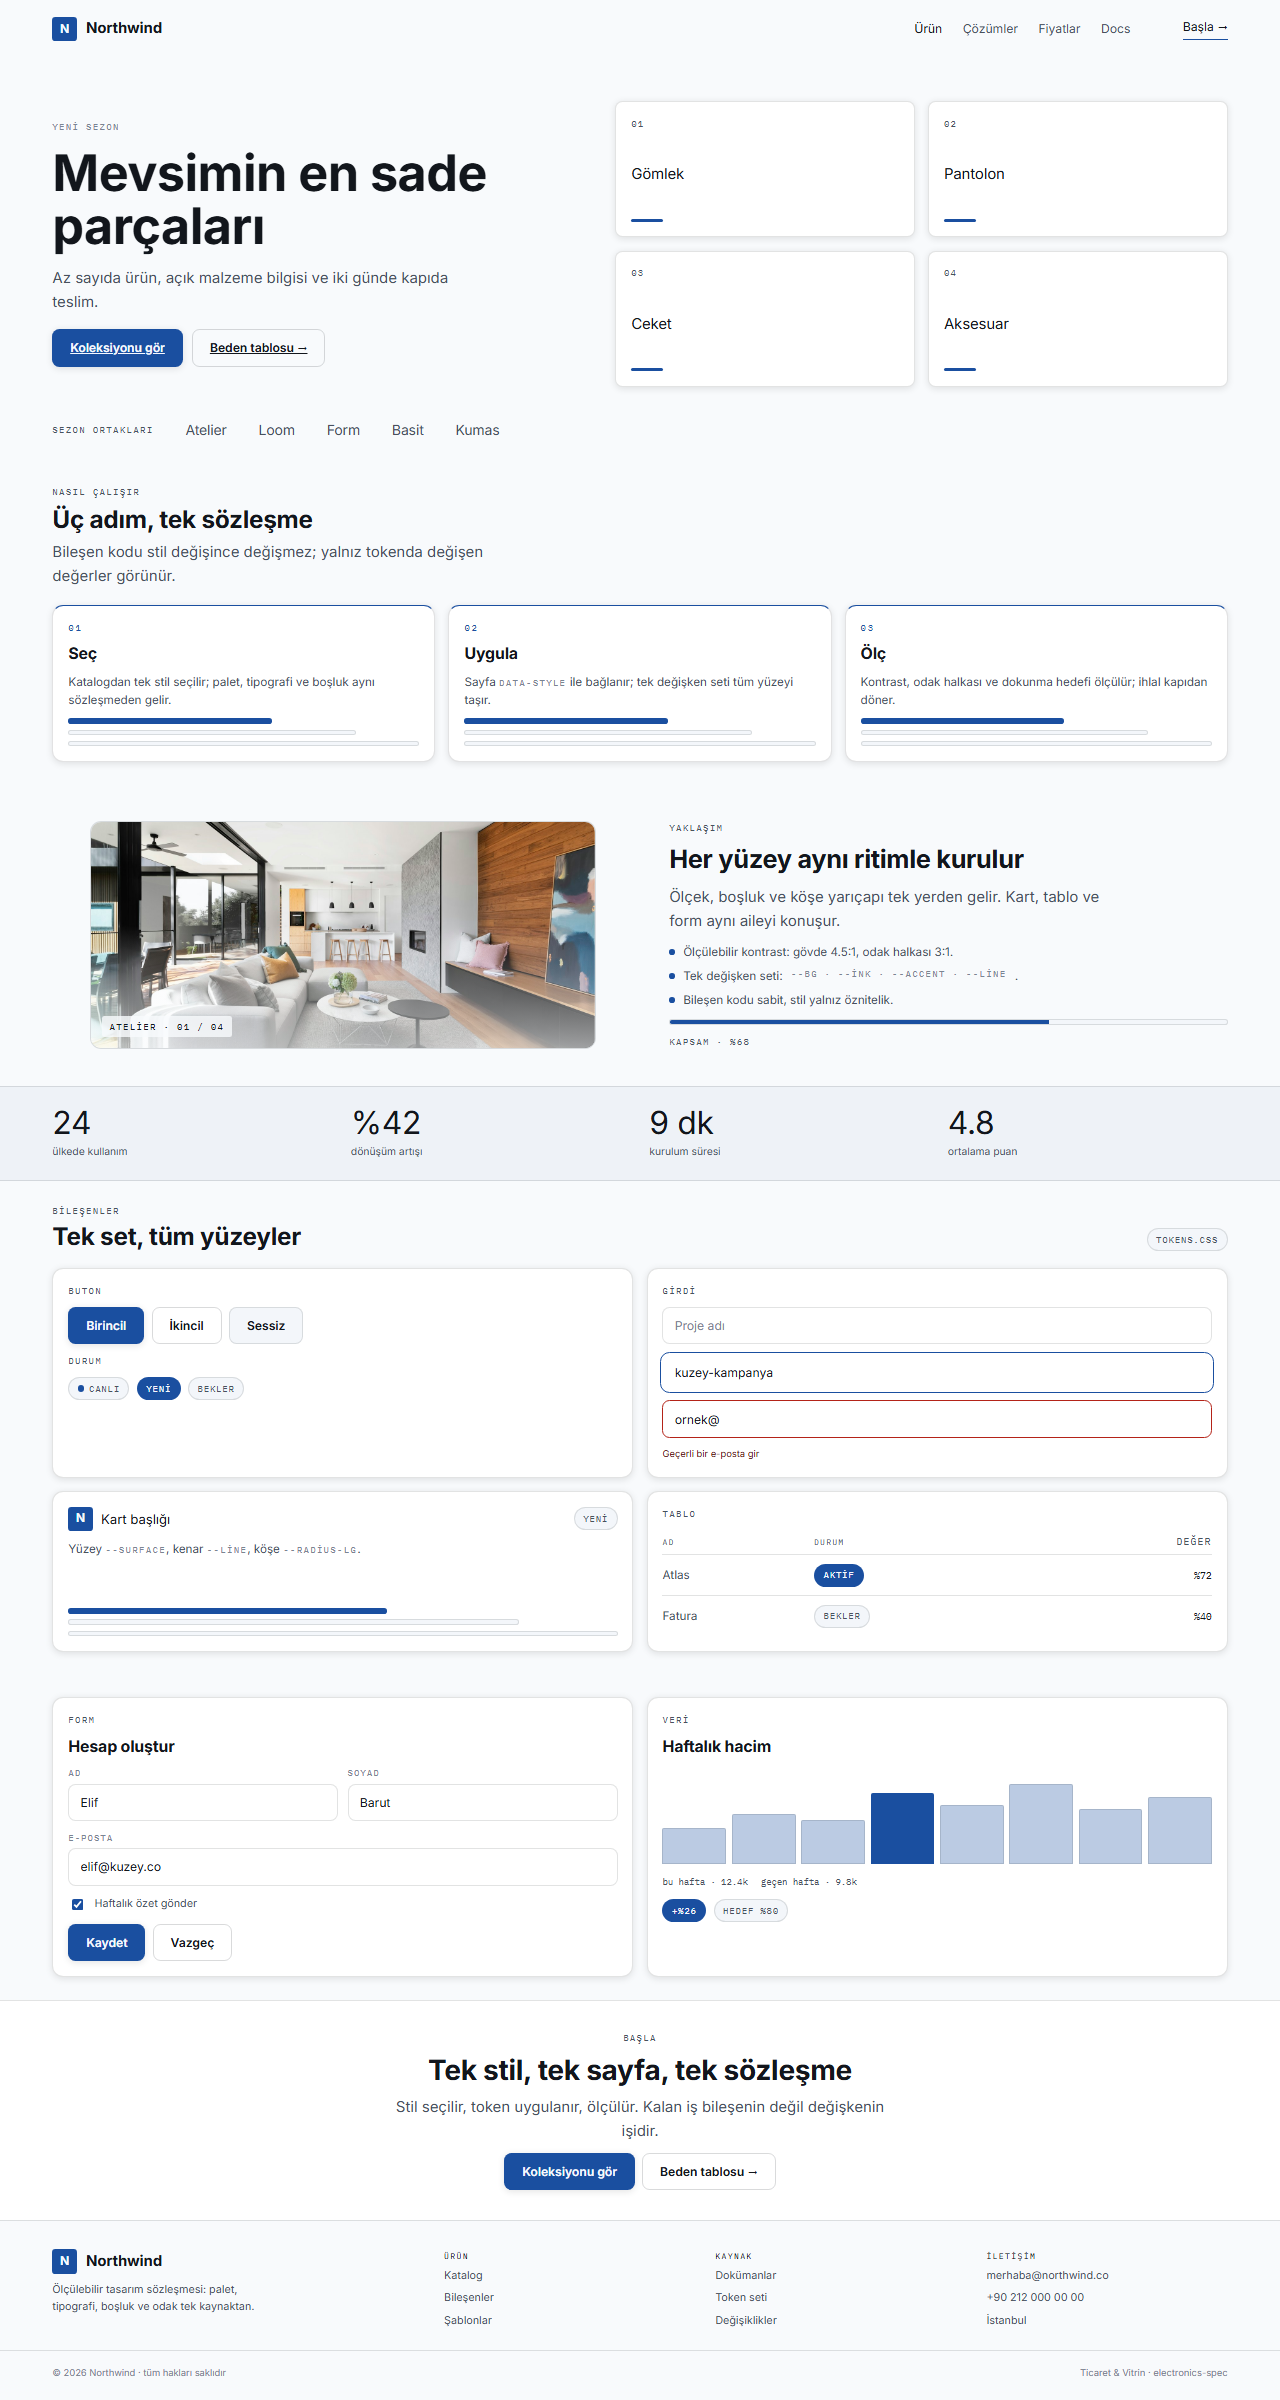 N Northwind
Ürün Çözümler Fiyatlar Docs Başla →
YENİ SEZON
Mevsimin en sade
parçaları
Az sayıda ürün, açık malzeme bilgisi ve iki günde kapıda
teslim.
Koleksiyonu gör Beden tablosu →
01
Gömlek
02
Pantolon
03
Ceket
04
Aksesuar
SEZON ORTAKLARI Atelier Loom Form Basit Kumas
NASIL ÇALIŞIR
Üç adım, tek sözleşme
Bileşen kodu stil değişince değişmez; yalnız tokenda değişen
değerler görünür.
01
Seç
Katalogdan tek stil seçilir; palet, tipografi ve boşluk aynı
sözleşmeden gelir.
02
Uygula
Sayfa DATA-STYLE ile bağlanır; tek değişken seti tüm yüzeyi
taşır.
03
Ölç
Kontrast, odak halkası ve dokunma hedefi ölçülür; ihlal kapıdan
döner.
ATELİER · 01 / 04
YAKLAŞIM
Her yüzey aynı ritimle kurulur
Ölçek, boşluk ve köşe yarıçapı tek yerden gelir. Kart, tablo ve
form aynı aileyi konuşur.
Ölçülebilir kontrast: gövde 4.5:1, odak halkası 3:1.
Tek değişken seti: --BG · --İNK · --ACCENT · --LİNE .
Bileşen kodu sabit, stil yalnız öznitelik.
KAPSAM · %68
24
ülkede kullanım
%42
dönüşüm artışı
9 dk
kurulum süresi
4.8
ortalama puan
BİLEŞENLER
Tek set, tüm yüzeyler
TOKENS.CSS
BUTON
Birincil İkincil Sessiz
DURUM
CANLI YENİ BEKLER
GİRDİ
Proje adı
kuzey-kampanya
ornek@
Geçerli bir e-posta gir
N Kart başlığı YENİ
Yüzey --SURFACE, kenar --LİNE, köşe --RADİUS-LG.
TABLO
AD DURUM DEĞER
Atlas AKTİF %72
Fatura BEKLER %40
FORM
Hesap oluştur
AD SOYAD
Elif Barut
E-POSTA
elif@kuzey.co
Haftalık özet gönder
Kaydet Vazgeç
VERİ
Haftalık hacim
bu hafta · 12.4k geçen hafta · 9.8k
+%26 HEDEF %80
BAŞLA
Tek stil, tek sayfa, tek sözleşme
Stil seçilir, token uygulanır, ölçülür. Kalan iş bileşenin değil değişkenin
işidir.
Koleksiyonu gör Beden tablosu →
N Northwind
Ölçülebilir tasarım sözleşmesi: palet,
tipografi, boşluk ve odak tek kaynaktan.
ÜRÜN
Katalog
Bileşenler
Şablonlar
KAYNAK
Dokümanlar
Token seti
Değişiklikler
İLETİŞİM
merhaba@northwind.co
+90 212 000 00 00
İstanbul
© 2026 Northwind · tüm hakları saklıdır
Ticaret & Vitrin · electronics-spec